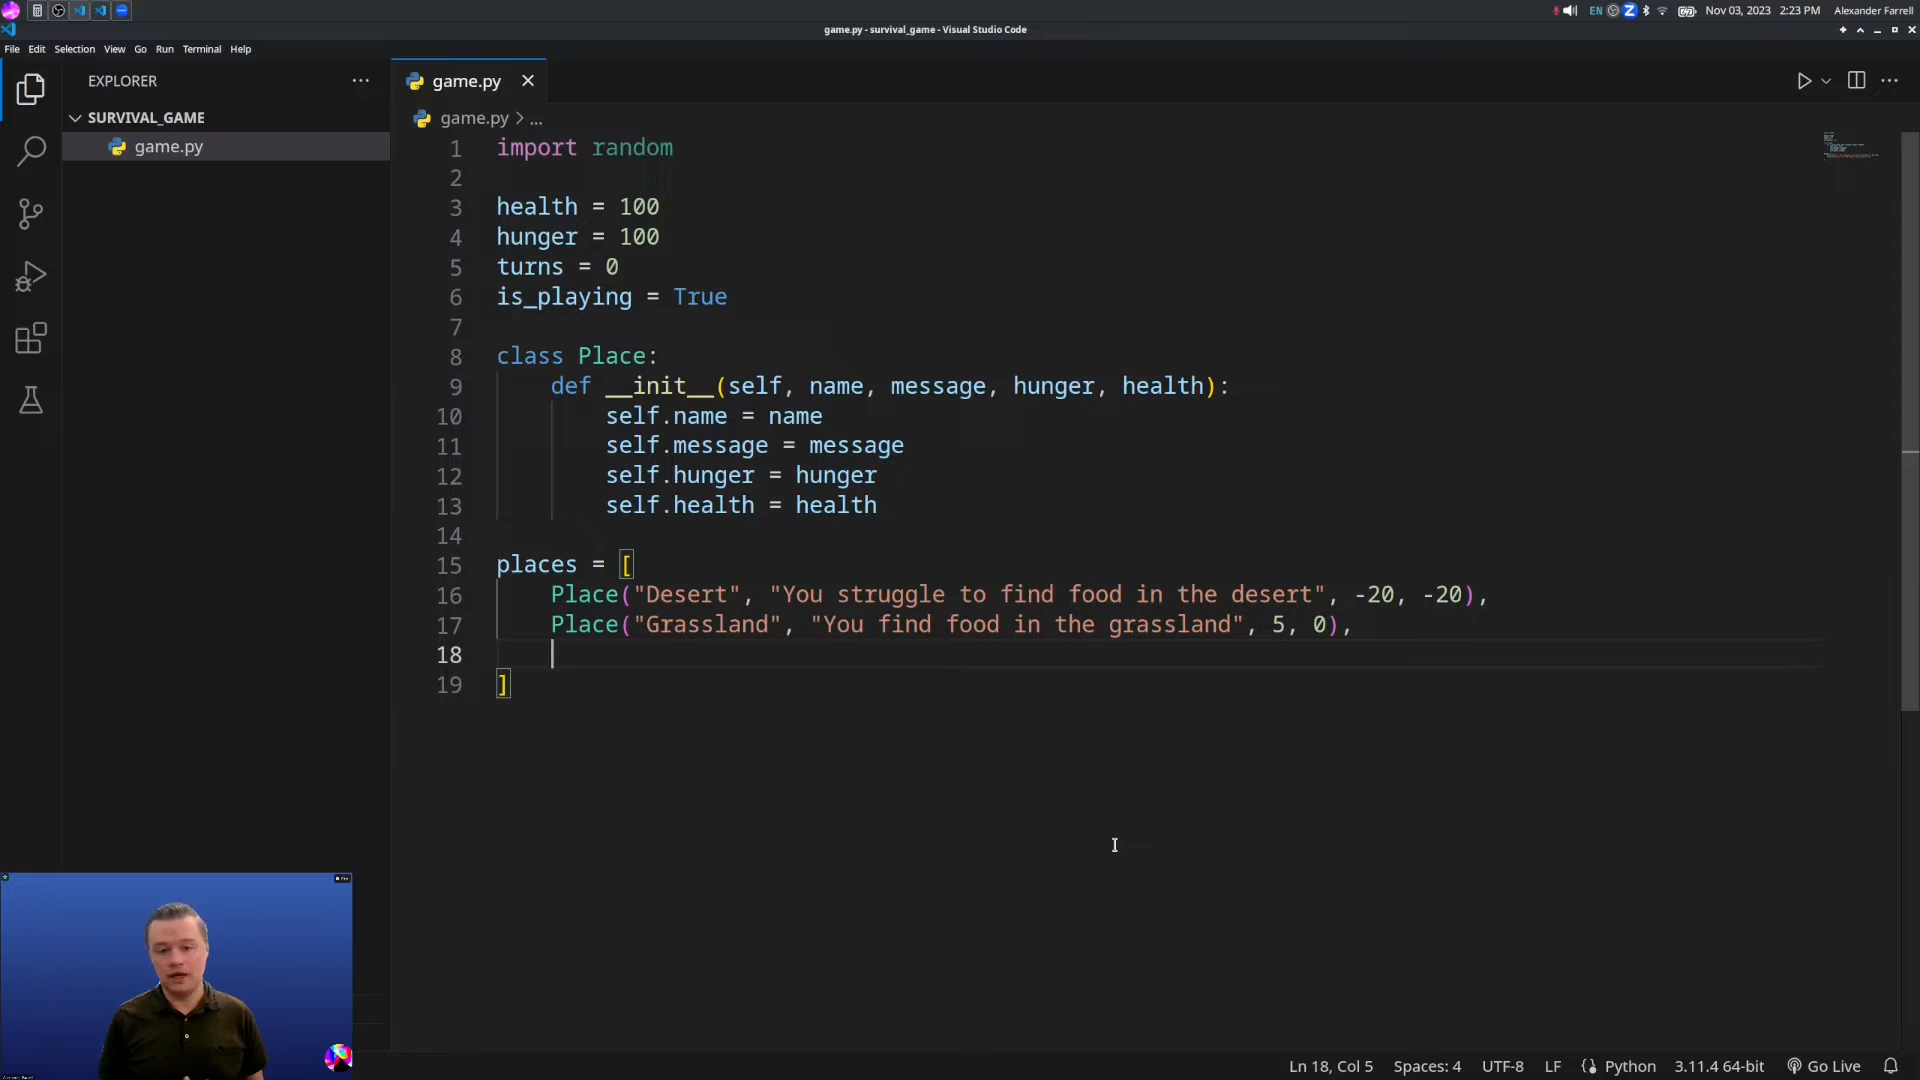 EN Nov 03, 2023 2:23 PM Alexander Farrell
game.py - survival_game - Visual Studio Code
File Edit Selection View Go Run Terminal Help
EXPLORER
game.py
SURVIVAL_GAME
game.py > ...
game.py
1 import random
2
3 health = 100
4 hunger = 100
5 turns = 0
6 is_playing = True
7
8 class Place:
9 def __init__(self, name, message, hunger, health):
10 self.name = name
11 self.message = message
12 self.hunger = hunger
13 self.health = health
14
15 places = [
16 Place("Desert", "You struggle to find food in the desert", -20, -20),
17 Place("Grassland", "You find food in the grassland", 5, 0),
18
19 ]
Ln 18, Col 5 Spaces: 4 UTF-8 LF Python 3.11.4 64-bit Go Live